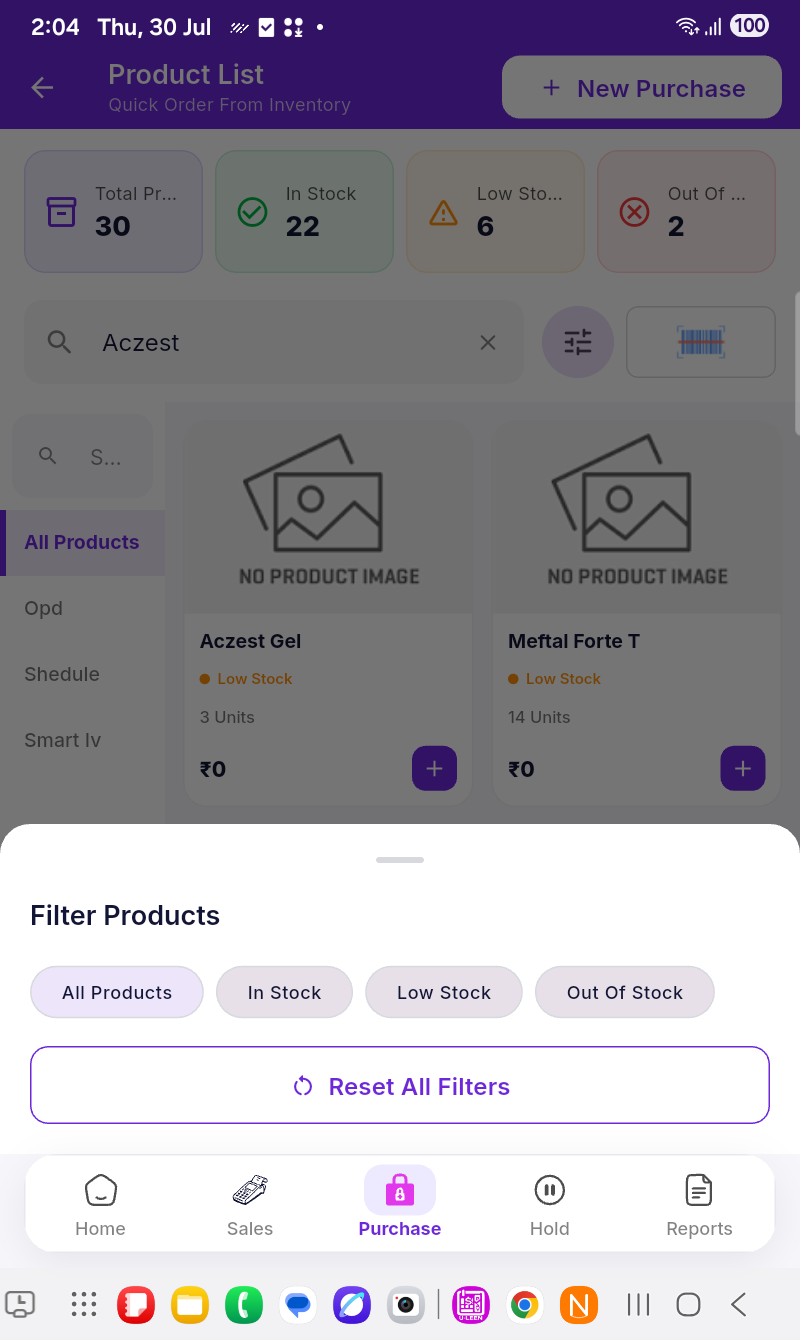 2:04 Thu, 30 Jul 100
Product List
Quick Order From Inventory
+ New Purchase
Total Pr... In Stock Low Sto... Out Of ...
30 22 6 2
Aczest
S...
All Products
Opd
Shedule
Smart Iv
NO PRODUCT IMAGE NO PRODUCT IMAGE
Aczest Gel Meftal Forte T
Low Stock Low Stock
3 Units 14 Units
₹0 ₹0
Filter Products
All Products In Stock Low Stock Out Of Stock
Reset All Filters
Home Sales Purchase Hold Reports
U-LEEN